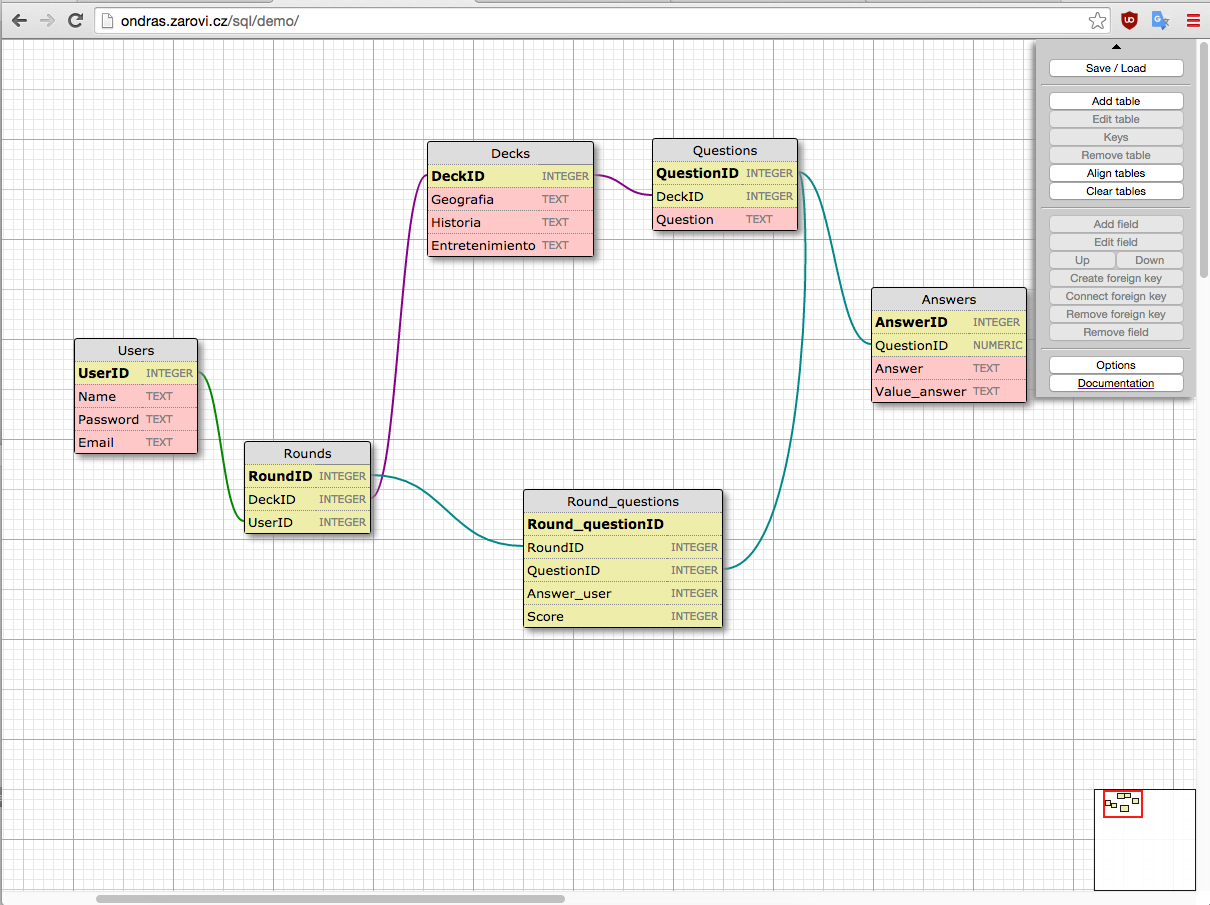 ondras.zarovi.cz/sql/demo/
Save / Load
Add table
Edit table
Keys
Remove table
Align tables
Clear tables
Add field
Edit field
Up Down
Create foreign key
Connect foreign key
Remove foreign key
Remove field
Options
Documentation
Decks
DeckID INTEGER
Geografia TEXT
Historia TEXT
Entretenimiento TEXT
Questions
QuestionID INTEGER
DeckID INTEGER
Question TEXT
Answers
AnswerID INTEGER
QuestionID NUMERIC
Answer TEXT
Value_answer TEXT
Users
UserID INTEGER
Name TEXT
Password TEXT
Email TEXT
Rounds
RoundID INTEGER
DeckID INTEGER
UserID INTEGER
Round_questions
Round_questionID
RoundID INTEGER
QuestionID INTEGER
Answer_user INTEGER
Score INTEGER